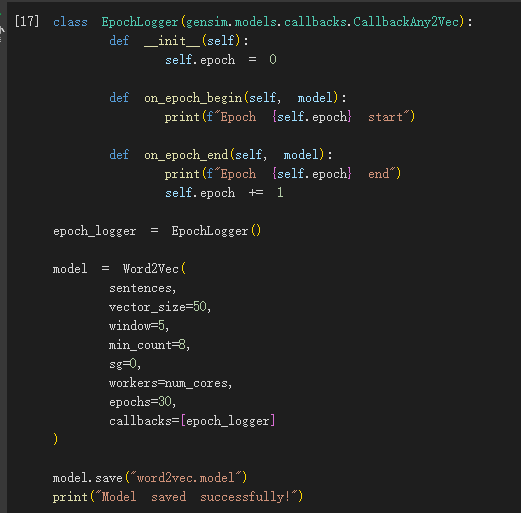 [17] class EpochLogger(gensim.models.callbacks.CallbackAny2Vec):
def __init__(self):
self.epoch = 0
def on_epoch_begin(self, model):
print(f"Epoch {self.epoch} start")
def on_epoch_end(self, model):
print(f"Epoch {self.epoch} end")
self.epoch += 1
epoch_logger = EpochLogger()
model = Word2Vec(
sentences,
vector_size=50,
window=5,
min_count=8,
sg=0,
workers=num_cores,
epochs=30,
callbacks=[epoch_logger]
)
model.save("word2vec.model")
print("Model saved successfully!")